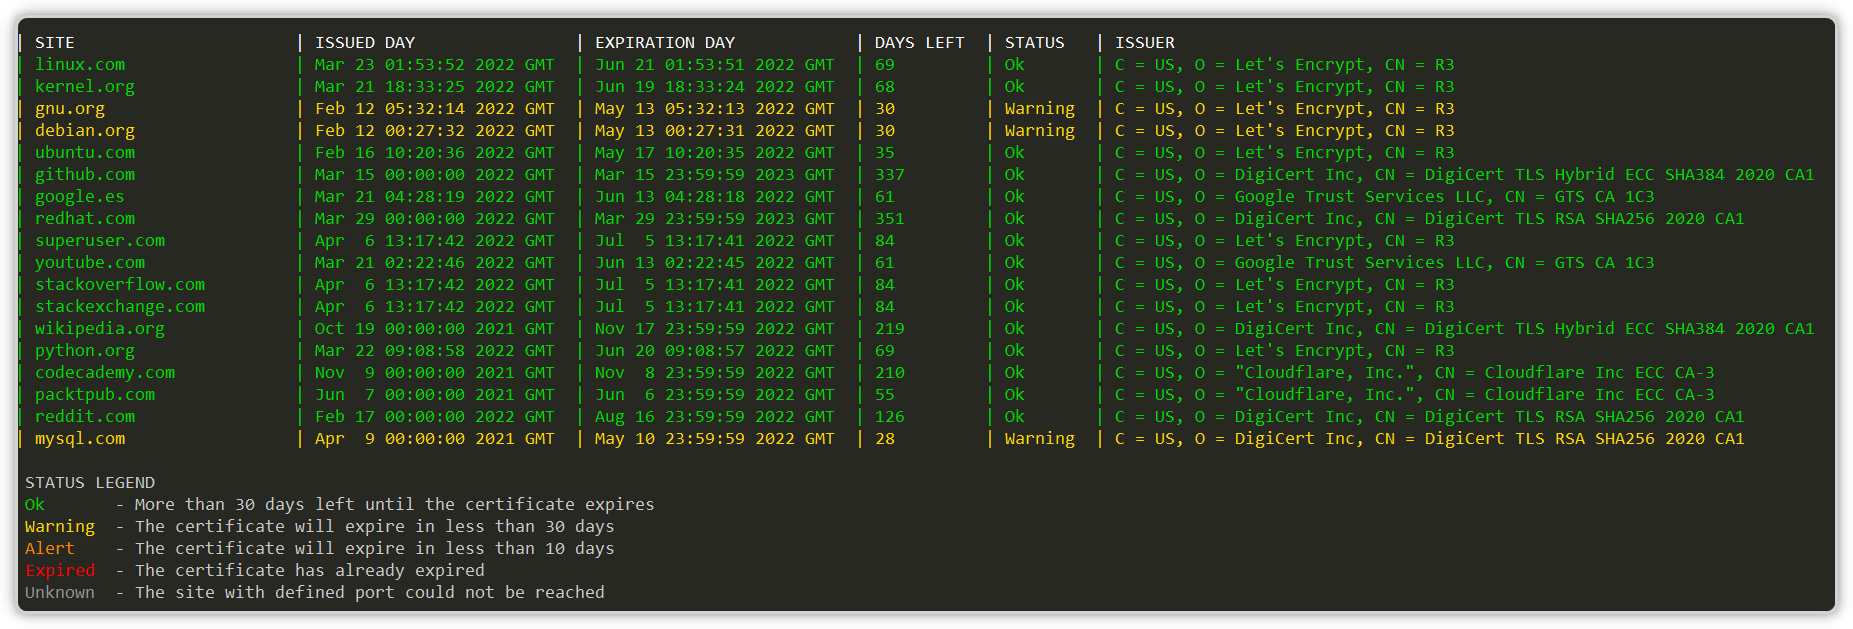 | SITE                      | ISSUED DAY                | EXPIRATION DAY            | DAYS LEFT  | STATUS   | ISSUER
| linux.com                 | Mar 23 01:53:52 2022 GMT  | Jun 21 01:53:51 2022 GMT  | 69         | Ok       | C = US, O = Let's Encrypt, CN = R3
| kernel.org                | Mar 21 18:33:25 2022 GMT  | Jun 19 18:33:24 2022 GMT  | 68         | Ok       | C = US, O = Let's Encrypt, CN = R3
| gnu.org                   | Feb 12 05:32:14 2022 GMT  | May 13 05:32:13 2022 GMT  | 30         | Warning  | C = US, O = Let's Encrypt, CN = R3
| debian.org                | Feb 12 00:27:32 2022 GMT  | May 13 00:27:31 2022 GMT  | 30         | Warning  | C = US, O = Let's Encrypt, CN = R3
| ubuntu.com                | Feb 16 10:20:36 2022 GMT  | May 17 10:20:35 2022 GMT  | 35         | Ok       | C = US, O = Let's Encrypt, CN = R3
| github.com                | Mar 15 00:00:00 2022 GMT  | Mar 15 23:59:59 2023 GMT  | 337        | Ok       | C = US, O = DigiCert Inc, CN = DigiCert TLS Hybrid ECC SHA384 2020 CA1
| google.es                 | Mar 21 04:28:19 2022 GMT  | Jun 13 04:28:18 2022 GMT  | 61         | Ok       | C = US, O = Google Trust Services LLC, CN = GTS CA 1C3
| redhat.com                | Mar 29 00:00:00 2022 GMT  | Mar 29 23:59:59 2023 GMT  | 351        | Ok       | C = US, O = DigiCert Inc, CN = DigiCert TLS RSA SHA256 2020 CA1
| superuser.com             | Apr  6 13:17:42 2022 GMT  | Jul  5 13:17:41 2022 GMT  | 84         | Ok       | C = US, O = Let's Encrypt, CN = R3
| youtube.com               | Mar 21 02:22:46 2022 GMT  | Jun 13 02:22:45 2022 GMT  | 61         | Ok       | C = US, O = Google Trust Services LLC, CN = GTS CA 1C3
| stackoverflow.com         | Apr  6 13:17:42 2022 GMT  | Jul  5 13:17:41 2022 GMT  | 84         | Ok       | C = US, O = Let's Encrypt, CN = R3
| stackexchange.com         | Apr  6 13:17:42 2022 GMT  | Jul  5 13:17:41 2022 GMT  | 84         | Ok       | C = US, O = Let's Encrypt, CN = R3
| wikipedia.org             | Oct 19 00:00:00 2021 GMT  | Nov 17 23:59:59 2022 GMT  | 219        | Ok       | C = US, O = DigiCert Inc, CN = DigiCert TLS Hybrid ECC SHA384 2020 CA1
| python.org                | Mar 22 09:08:58 2022 GMT  | Jun 20 09:08:57 2022 GMT  | 69         | Ok       | C = US, O = Let's Encrypt, CN = R3
| codecademy.com            | Nov  9 00:00:00 2021 GMT  | Nov  8 23:59:59 2022 GMT  | 210        | Ok       | C = US, O = "Cloudflare, Inc.", CN = Cloudflare Inc ECC CA-3
| packtpub.com              | Jun  7 00:00:00 2021 GMT  | Jun  6 23:59:59 2022 GMT  | 55         | Ok       | C = US, O = "Cloudflare, Inc.", CN = Cloudflare Inc ECC CA-3
| reddit.com                | Feb 17 00:00:00 2022 GMT  | Aug 16 23:59:59 2022 GMT  | 126        | Ok       | C = US, O = DigiCert Inc, CN = DigiCert TLS RSA SHA256 2020 CA1
| mysql.com                 | Apr  9 00:00:00 2021 GMT  | May 10 23:59:59 2022 GMT  | 28         | Warning  | C = US, O = DigiCert Inc, CN = DigiCert TLS RSA SHA256 2020 CA1
STATUS LEGEND
Ok       - More than 30 days left until the certificate expires
Warning  - The certificate will expire in less than 30 days
Alert    - The certificate will expire in less than 10 days
Expired  - The certificate has already expired
Unknown  - The site with defined port could not be reached